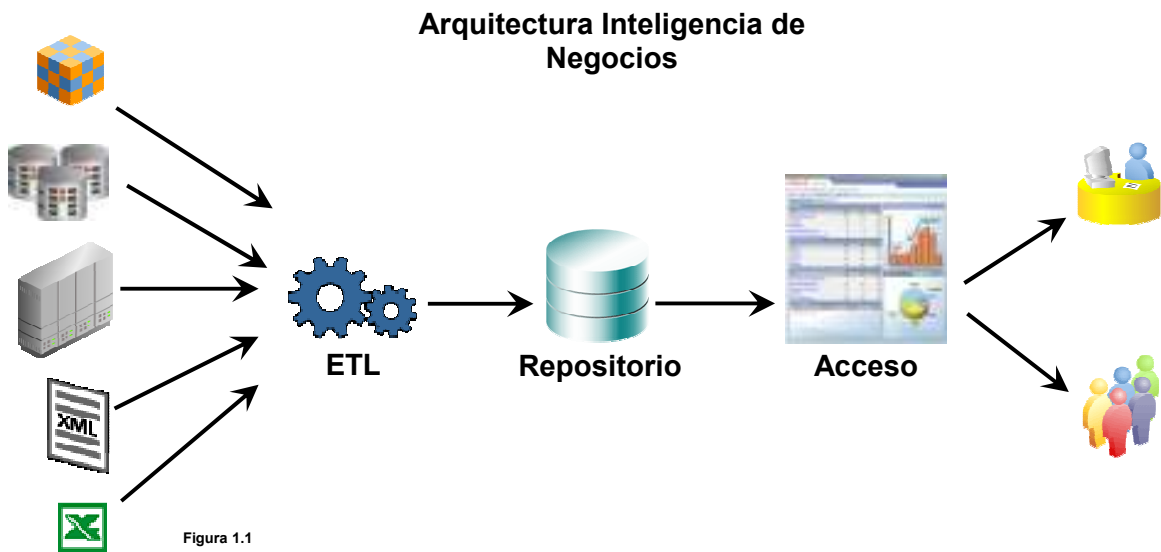 Arquitectura Inteligencia de
Negocios
ETL
Repositorio
Acceso
XML
Figura 1.1